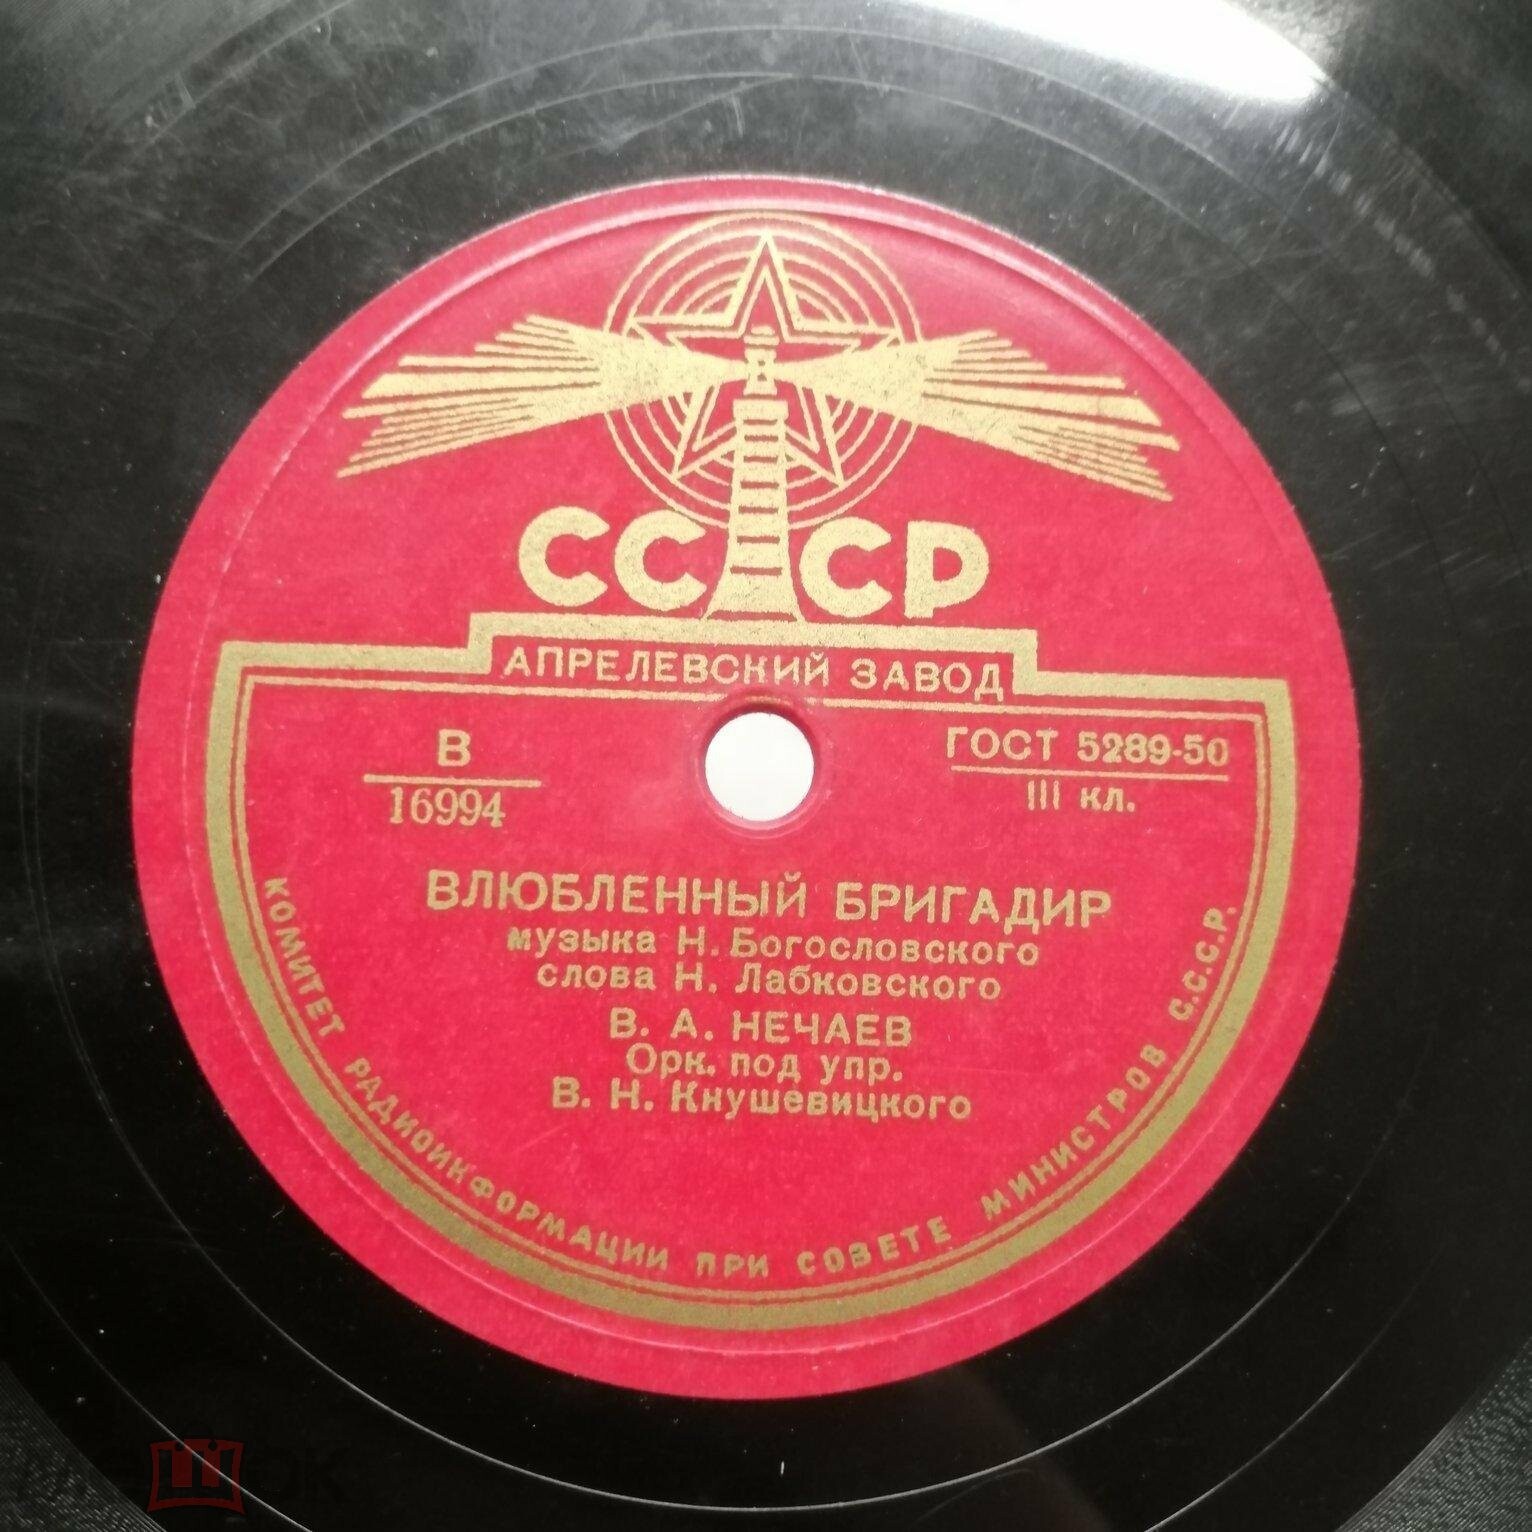 СССР
АПРЕЛЕВСКИЙ ЗАВОД
В
16994
ГОСТ 5289-50
III кл.
ВЛЮБЛЕННЫЙ БРИГАДИР
музыка Н. Богословского
слова Н. Лабковского
В. А. НЕЧАЕВ
Орк. под упр.
В. Н. Кнушевицкого
КОМИТЕТ РАДИОИНФОРМАЦИИ ПРИ СОВЕТЕ МИНИСТРОВ С.С.С.Р.
мешок